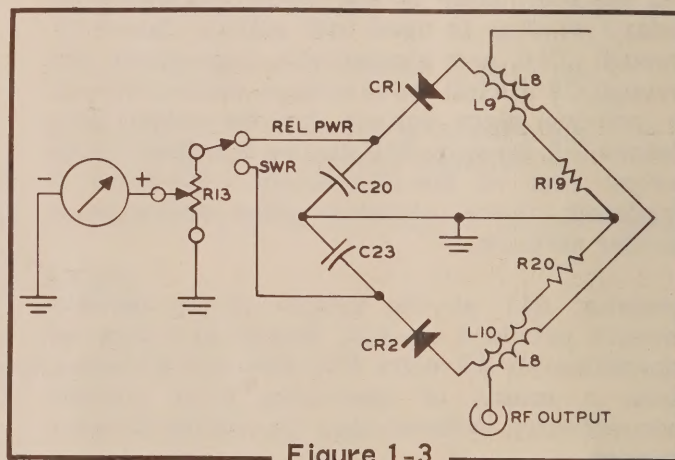 CR1
L8
L9
REL PWR
SWR
- +
R13
C20
R19
C23
R20
CR2
L10
L8
RF OUTPUT
Figure 1-3